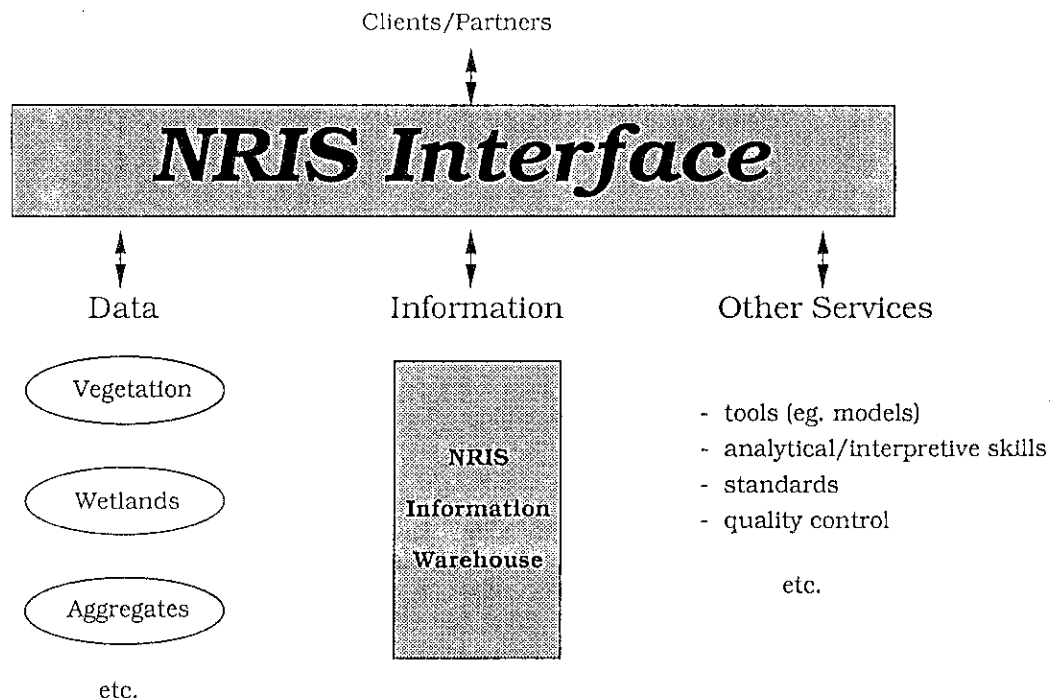 Clients/Partners
NRIS Interface
Data
Information
Other Services
Vegetation
Wetlands
Aggregates
etc.
NRIS
Information
Warehouse
- tools (eg. models)
- analytical/interpretive skills
- standards
- quality control
etc.